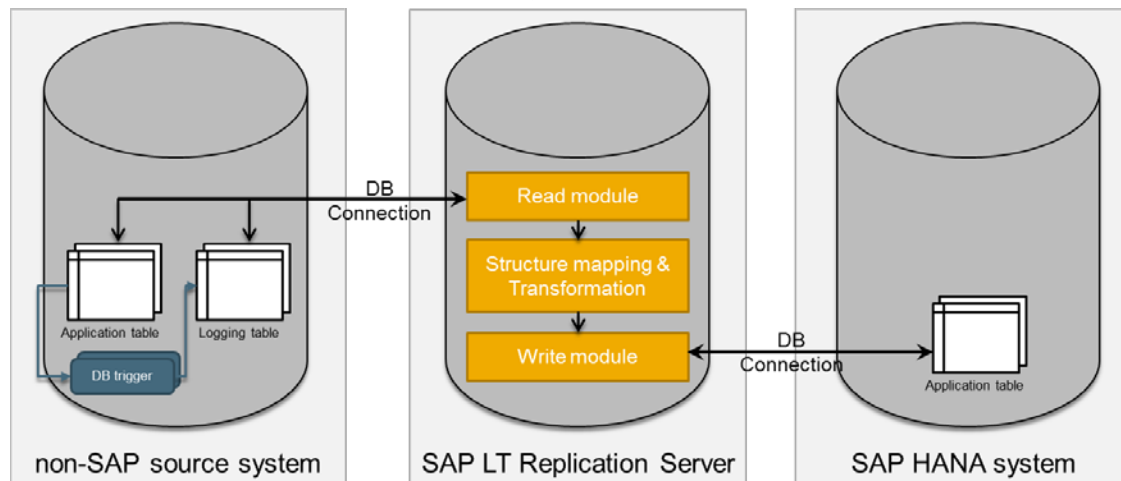 DB
Connection
Read module
Structure mapping &
Transformation
Write module
Application table
Logging table
DB trigger
DB
Connection
Application table
non-SAP source system
SAP LT Replication Server
SAP HANA system